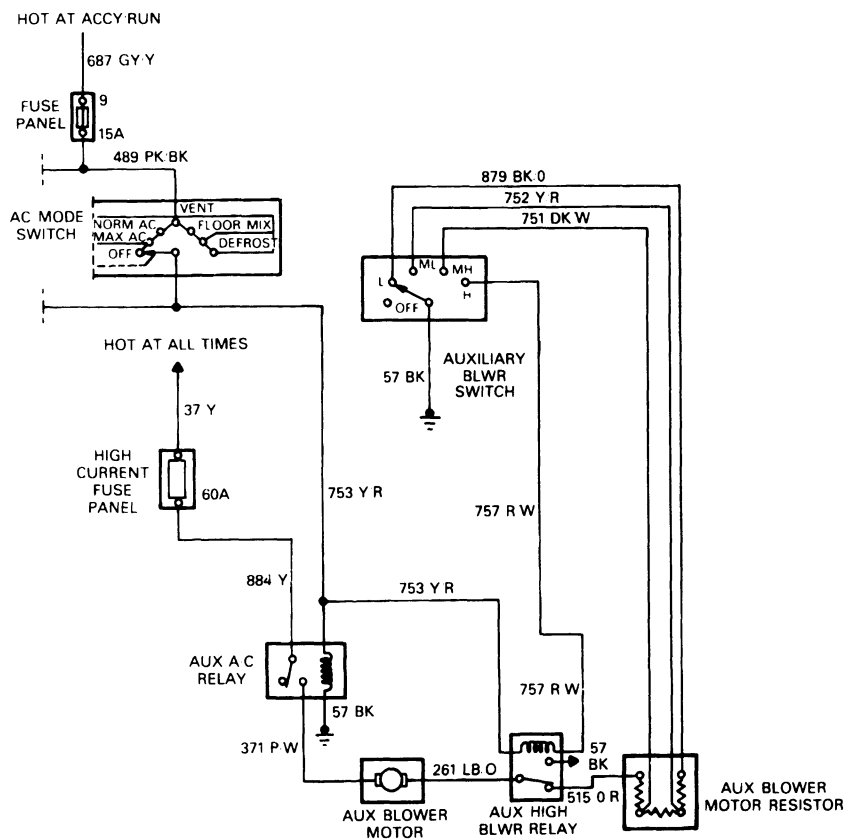 HOT AT ACCY/RUN
687 GY·Y
FUSE
PANEL
9
15A
489 PK·BK
AC MODE
SWITCH
VENT
NORM AC
FLOOR MIX
MAX AC
DEFROST
OFF
879 BK·O
752 Y R
751 DK W
ML
MH
L
H
OFF
AUXILIARY
BLWR
SWITCH
57 BK
HOT AT ALL TIMES
37 Y
HIGH
CURRENT
FUSE
PANEL
60A
753 Y R
757 R W
884 Y
753 Y R
AUX A·C
RELAY
57 BK
757 R W
371 P·W
261 LB·O
57
BK
515 O R
AUX BLOWER
MOTOR
AUX HIGH
BLWR RELAY
AUX BLOWER
MOTOR RESISTOR